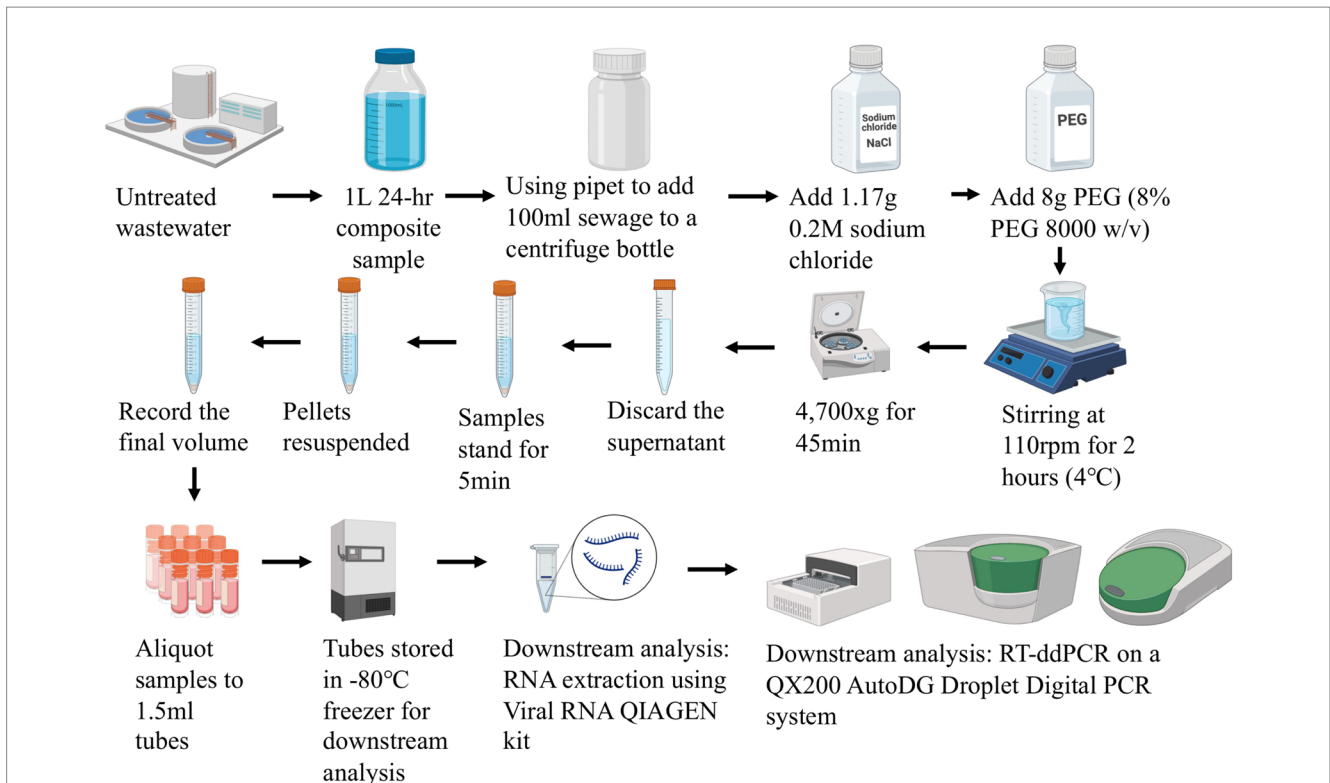 1000mL
Sodium
chloride
NaCl
PEG
Untreated
wastewater
1L 24-hr
composite
sample
Using pipet to add
100ml sewage to a
centrifuge bottle
Add 1.17g
0.2M sodium
chloride
Add 8g PEG (8%
PEG 8000 w/v)
Stirring at
110rpm for 2
hours (4℃)
4,700xg for
45min
Discard the
supernatant
Samples
stand for
5min
Pellets
resuspended
Record the
final volume
Aliquot
samples to
1.5ml
tubes
Tubes stored
in -80℃
freezer for
downstream
analysis
Downstream analysis:
RNA extraction using
Viral RNA QIAGEN
kit
Downstream analysis: RT-ddPCR on a
QX200 AutoDG Droplet Digital PCR
system